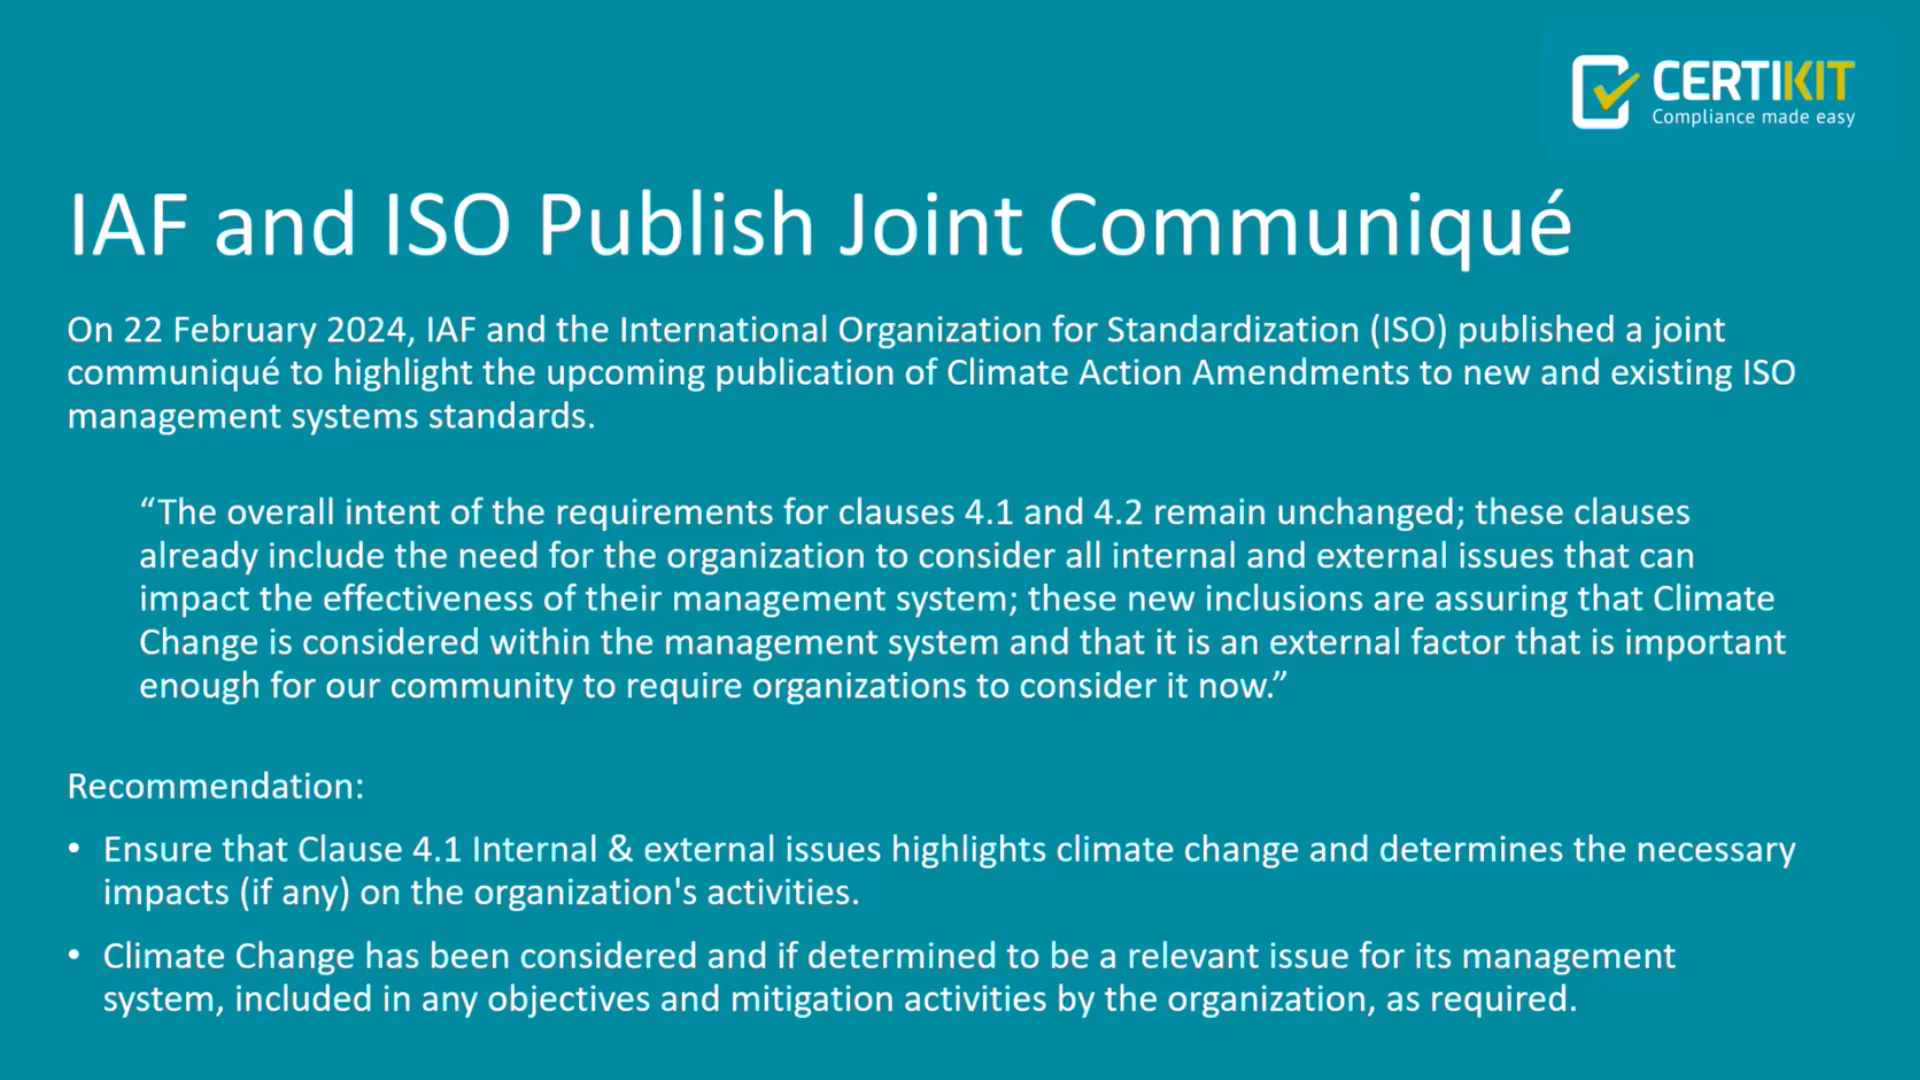 CERTIKIT
Compliance made easy
IAF and ISO Publish Joint Communiqué
On 22 February 2024, IAF and the International Organization for Standardization (ISO) published a joint
communiqué to highlight the upcoming publication of Climate Action Amendments to new and existing ISO
management systems standards.
“The overall intent of the requirements for clauses 4.1 and 4.2 remain unchanged; these clauses
already include the need for the organization to consider all internal and external issues that can
impact the effectiveness of their management system; these new inclusions are assuring that Climate
Change is considered within the management system and that it is an external factor that is important
enough for our community to require organizations to consider it now.”
Recommendation:
• Ensure that Clause 4.1 Internal & external issues highlights climate change and determines the necessary
impacts (if any) on the organization's activities.
• Climate Change has been considered and if determined to be a relevant issue for its management
system, included in any objectives and mitigation activities by the organization, as required.